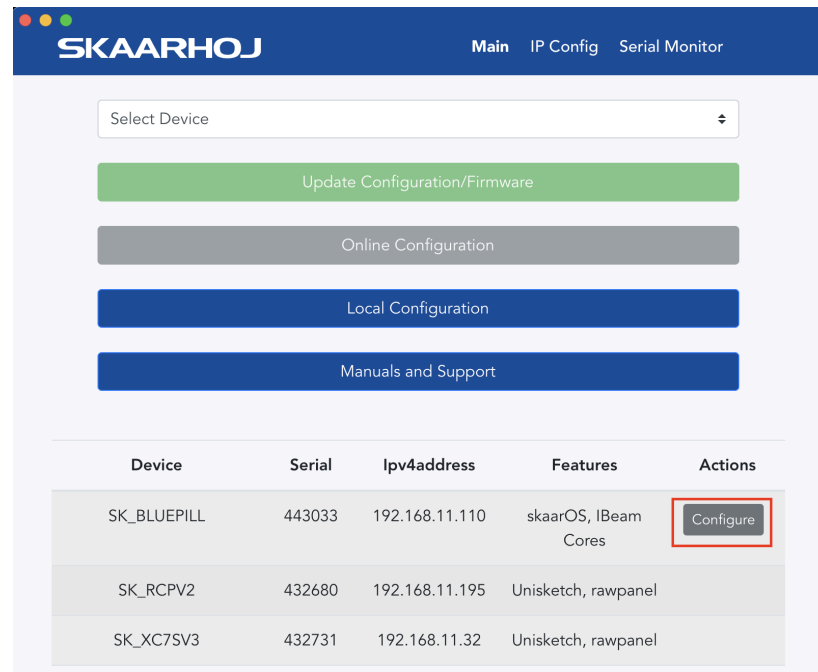 SKAARHOJ
Main IP Config Serial Monitor
Select Device
Update Configuration/Firmware
Online Configuration
Local Configuration
Manuals and Support
Device Serial Ipv4address Features Actions
SK_BLUEPILL 443033 192.168.11.110 skaarOS, IBeam Configure
Cores
SK_RCPV2 432680 192.168.11.195 Unisketch, rawpanel
SK_XC7SV3 432731 192.168.11.32 Unisketch, rawpanel